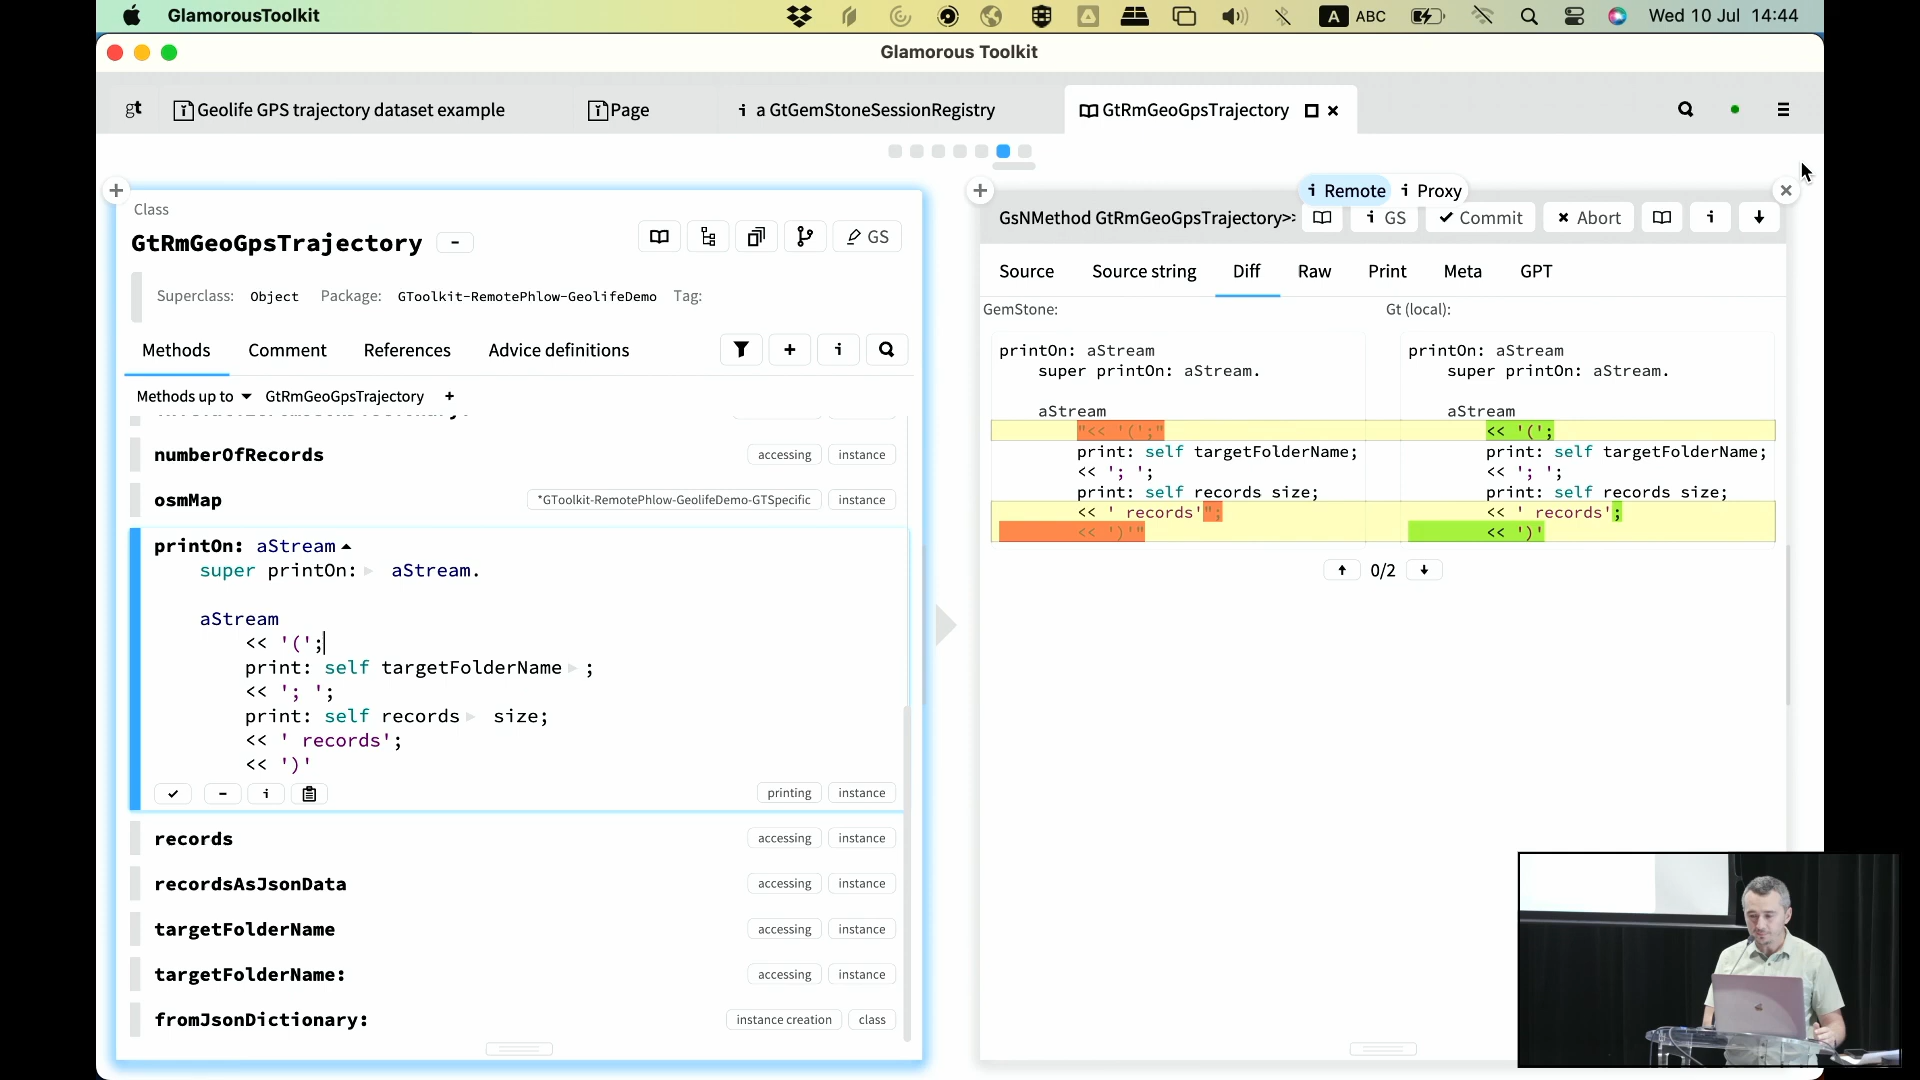 GlamorousToolkit
A ABC
Wed 10 Jul 14:44
Glamorous Toolkit
gt
Geolife GPS trajectory dataset example
Page
a GtGemStoneSessionRegistry
GtRmGeoGpsTrajectory
Class
GtRmGeoGpsTrajectory
GS
Superclass: Object Package: GToolkit-RemotePhlow-GeolifeDemo Tag:
Methods Comment References Advice definitions
Methods up to GtRmGeoGpsTrajectory +
numberOfRecords accessing instance
osmMap *GToolkit-RemotePhlow-GeolifeDemo-GTSpecific instance
printOn: aStream
super printOn: aStream.
aStream
<< '(';
print: self targetFolderName ;
<< '; ';
print: self records size;
<< ' records';
<< ')'
printing instance
records accessing instance
recordsAsJsonData accessing instance
targetFolderName accessing instance
targetFolderName: accessing instance
fromJsonDictionary: instance creation class
Remote Proxy
GsNMethod GtRmGeoGpsTrajectory>> GS Commit Abort
Source Source string Diff Raw Print Meta GPT
GemStone: Gt (local):
printOn: aStream
super printOn: aStream.
aStream
"<< '(';"
print: self targetFolderName;
<< '; ';
print: self records size;
<< ' records'";
<< ')'"
printOn: aStream
super printOn: aStream.
aStream
<< '(';
print: self targetFolderName;
<< '; ';
print: self records size;
<< ' records';
<< ')'
0/2